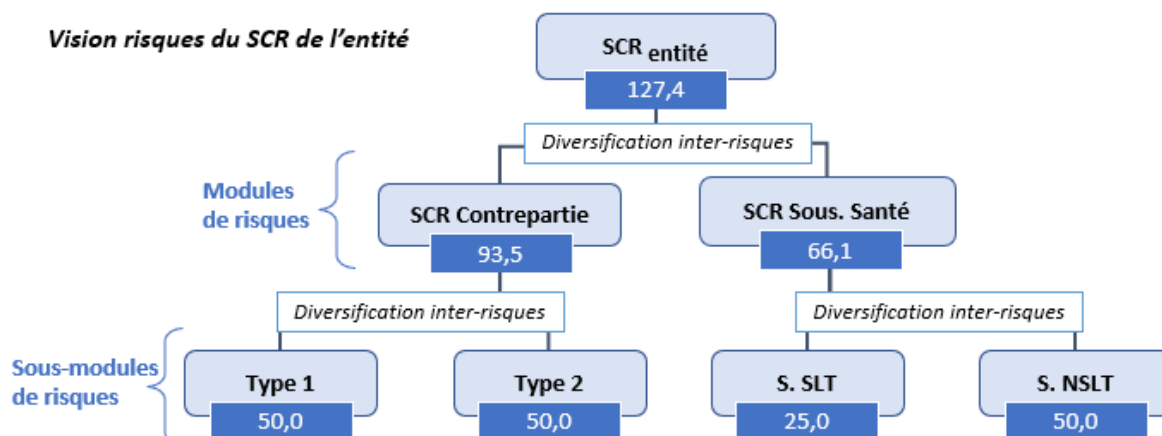 Vision risques du SCR de l’entité
SCR entité
127,4
Diversification inter-risques
Modules
de risques
SCR Contrepartie
SCR Sous. Santé
93,5
66,1
Diversification inter-risques
Diversification inter-risques
Sous-modules
de risques
Type 1
Type 2
S. SLT
S. NSLT
50,0
50,0
25,0
50,0